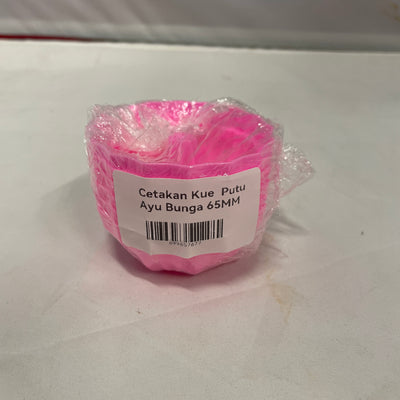 Cetakan Kue Putu
Ayu Bunga 65MM